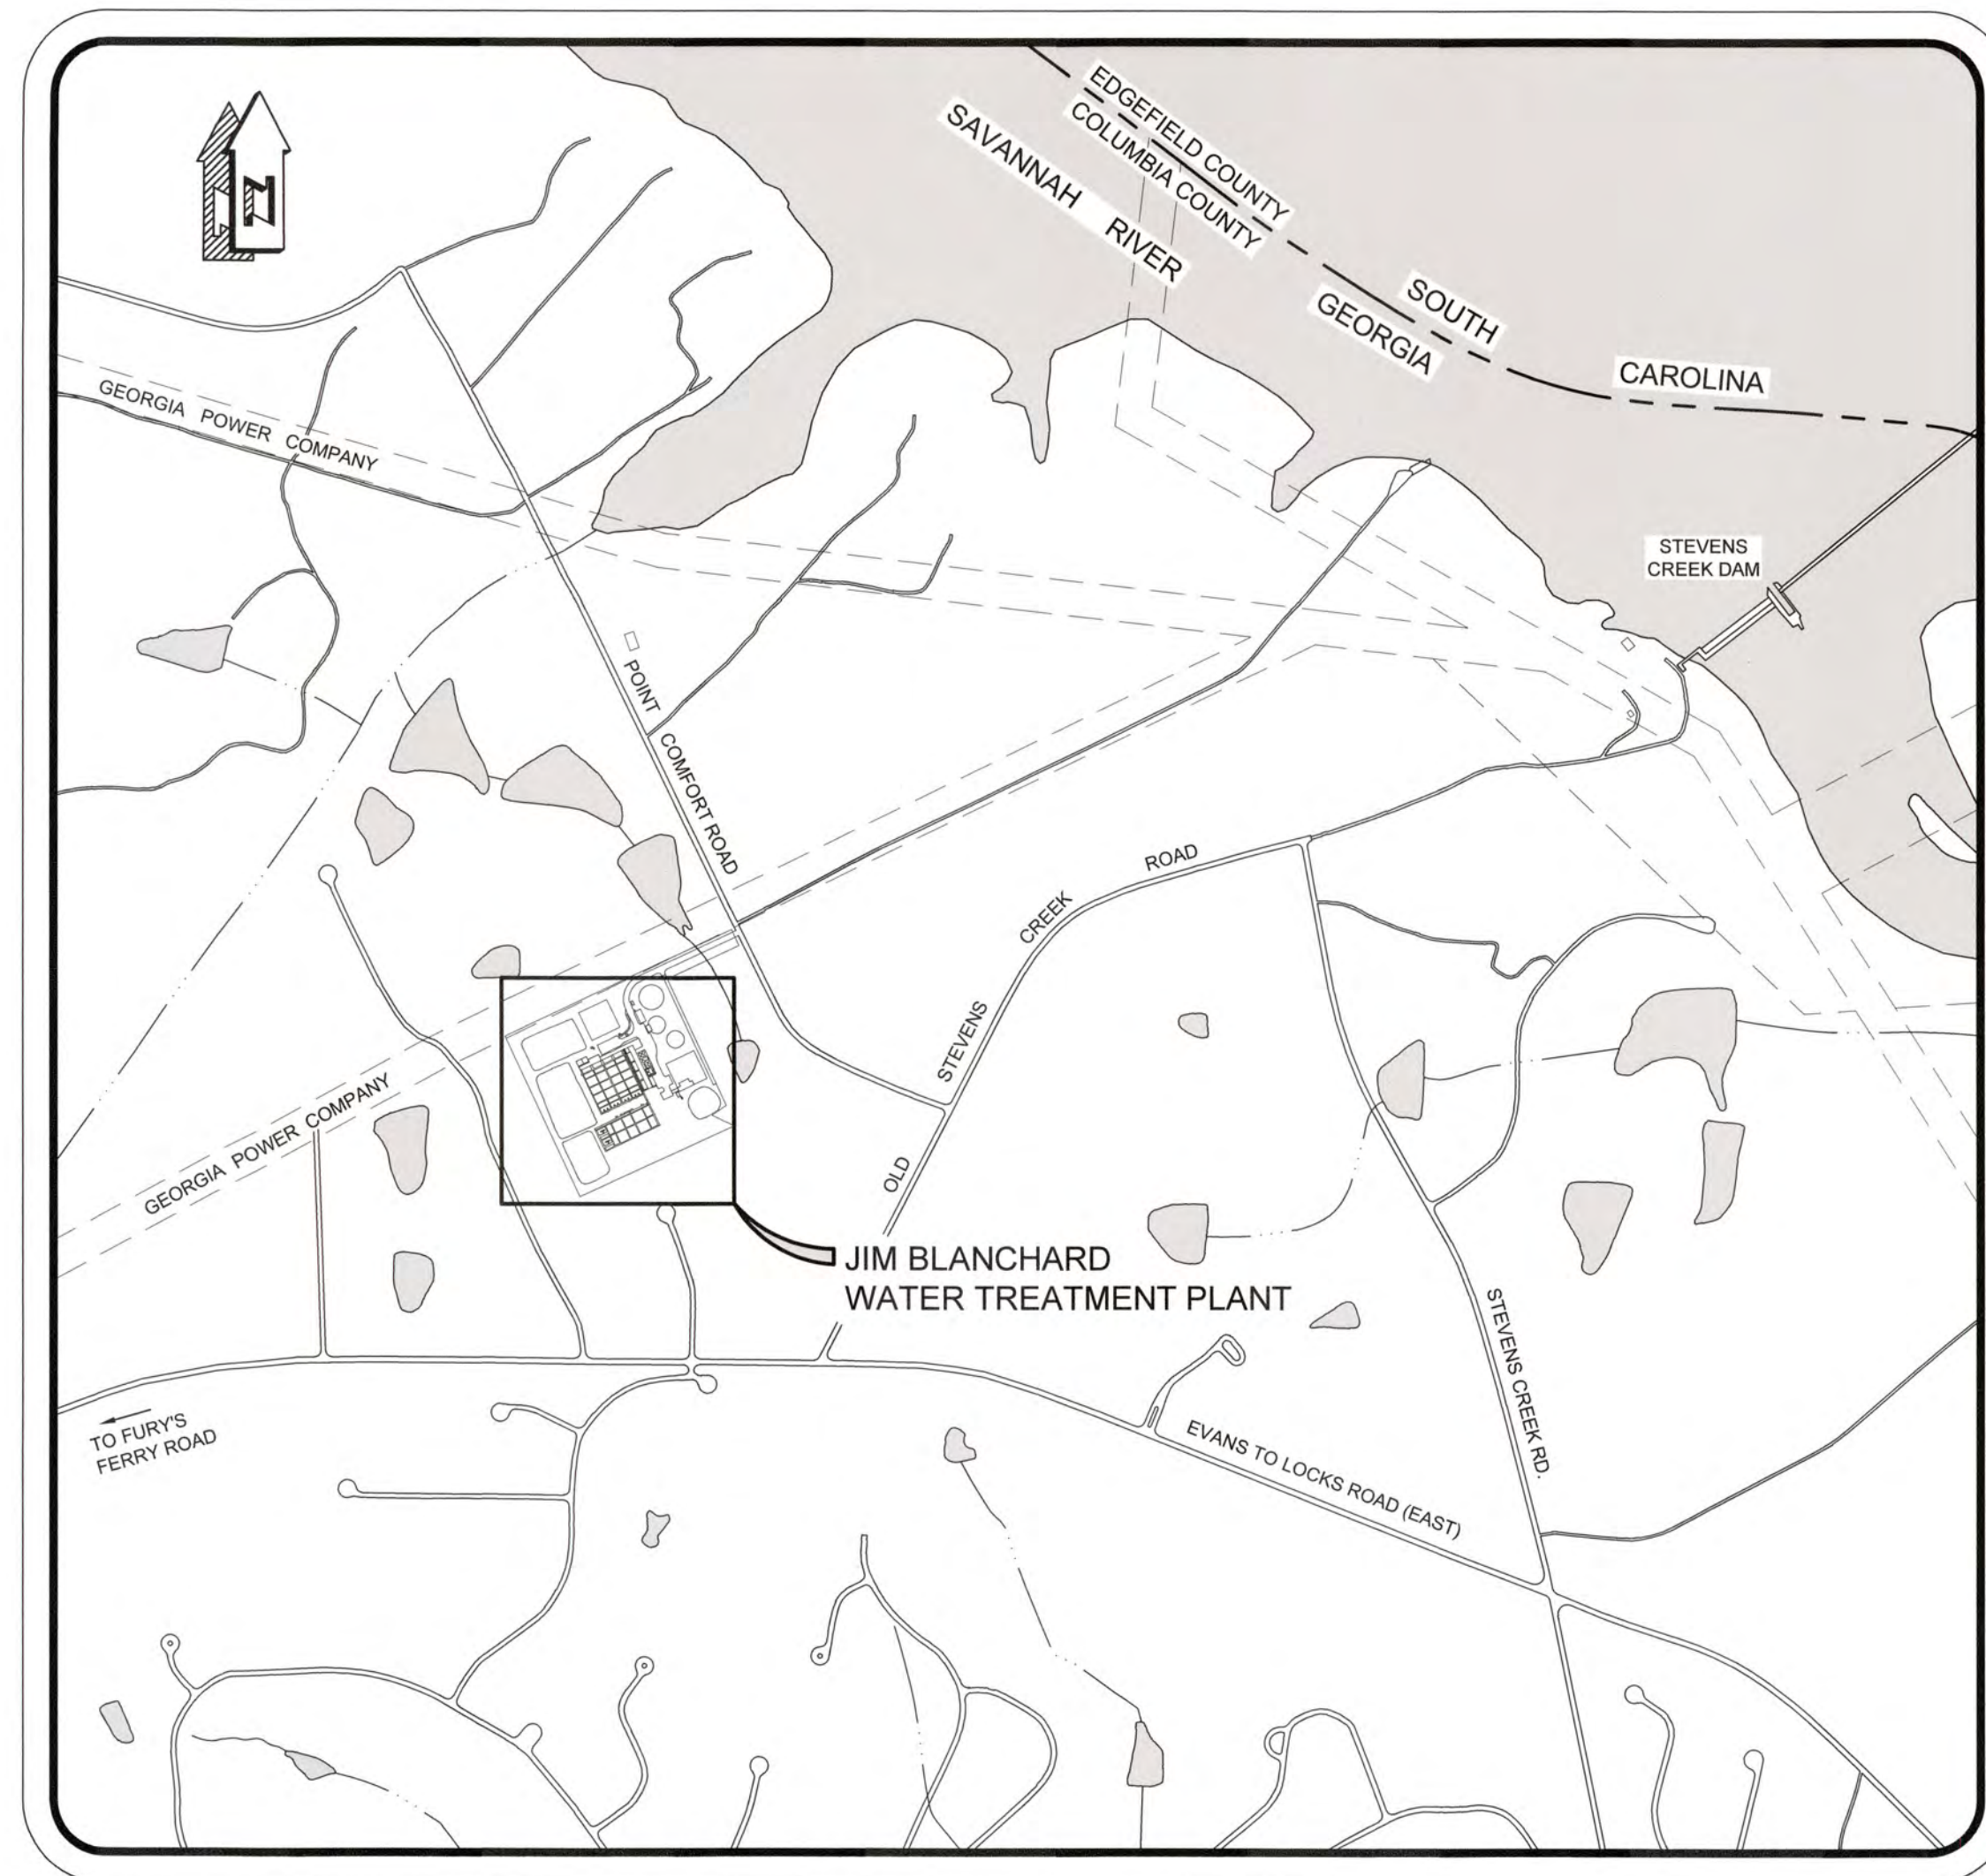 N
EDGEFIELD COUNTY
COLUMBIA COUNTY
SAVANNAH RIVER
SOUTH CAROLINA
GEORGIA
GEORGIA POWER COMPANY
STEVENS
CREEK DAM
POINT COMFORT ROAD
OLD STEVENS CREEK ROAD
GEORGIA POWER COMPANY
JIM BLANCHARD
WATER TREATMENT PLANT
STEVENS CREEK RD.
EVANS TO LOCKS ROAD (EAST)
TO FURY'S
FERRY ROAD